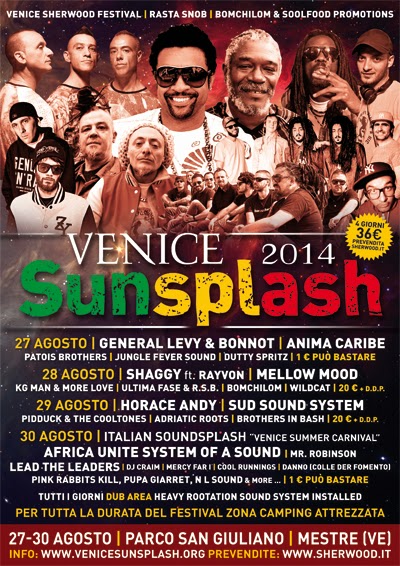 VENICE SHERWOOD FESTIVAL | RASTA SNOB | BOMCHILOM & SOOLFOOD PROMOTIONS
4 GIORNI
36€
PREVENDITA
SHERWOOD.IT
VENICE 2014
Sunsplash
27 AGOSTO | GENERAL LEVY & BONNOT | ANIMA CARIBE
PATOIS BROTHERS | JUNGLE FEVER SOUND | DUTTY SPRITZ | 1 € PUÒ BASTARE
28 AGOSTO | SHAGGY ft. RAYVON | MELLOW MOOD
KG MAN & MORE LOVE | ULTIMA FASE & R.S.B. | BOMCHILOM | WILDCAT | 20 € + D.D.P.
29 AGOSTO | HORACE ANDY | SUD SOUND SYSTEM
PIDDUCK & THE COOLTONES | ADRIATIC ROOTS | BROTHERS IN BASH | 20 € + D.D.P.
30 AGOSTO | ITALIAN SOUNDSPLASH "VENICE SUMMER CARNIVAL"
AFRICA UNITE SYSTEM OF A SOUND | MR. ROBINSON
LEAD THE LEADERS | DJ CRAIM | MERCY FAR I | COOL RUNNINGS | DANNO (COLLE DER FOMENTO)
PINK RABBITS KILL, PUPA GIARRET, N L SOUND & MORE ... | 1 € PUÒ BASTARE
TUTTI I GIORNI DUB AREA HEAVY ROOTATION SOUND SYSTEM INSTALLED
PER TUTTA LA DURATA DEL FESTIVAL ZONA CAMPING ATTREZZATA
27-30 AGOSTO | PARCO SAN GIULIANO | MESTRE (VE)
INFO: WWW.VENICESUNSPLASH.ORG PREVENDITE: WWW.SHERWOOD.IT